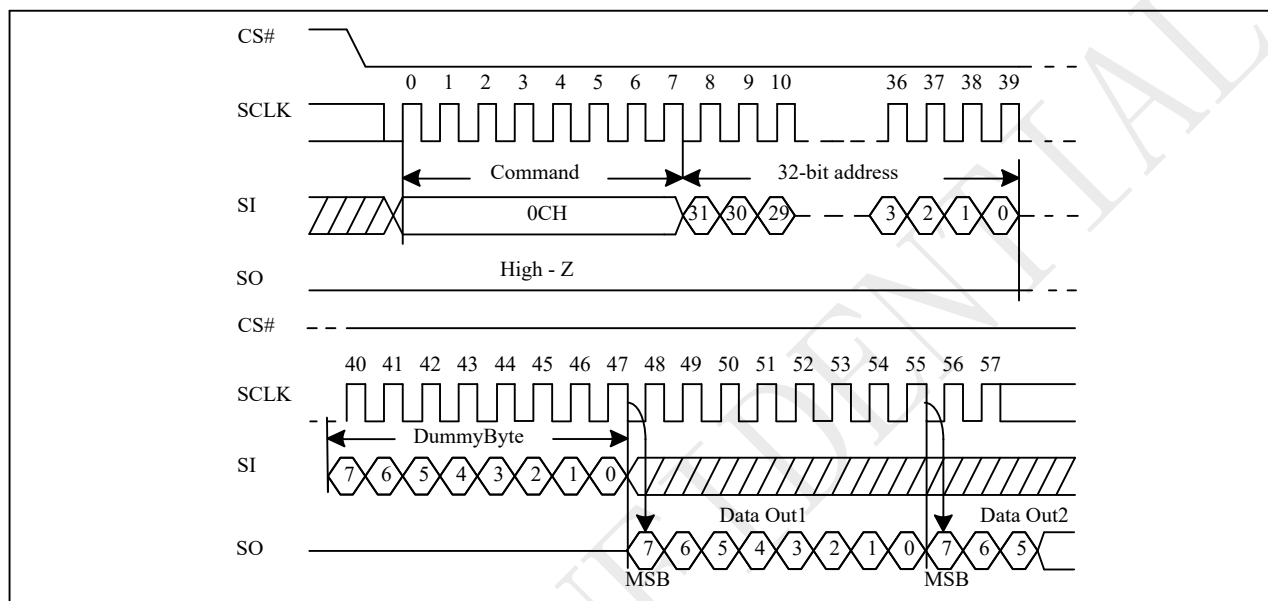 CS#
0 1 2 3 4 5 6 7 8 9 10 36 37 38 39
SCLK
Command 32-bit address
SI 0CH 31 30 29 3 2 1 0
High - Z
SO
CS#
40 41 42 43 44 45 46 47 48 49 50 51 52 53 54 55 56 57
SCLK
DummyByte
SI 7 6 5 4 3 2 1 0
Data Out1 Data Out2
SO 7 6 5 4 3 2 1 0 7 6 5
MSB MSB